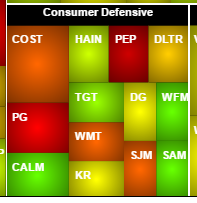 Consumer Defensive
COST
HAIN
PEP
DLTR
TGT
DG
WFM
PG
WMT
CALM
KR
SJM
SAM